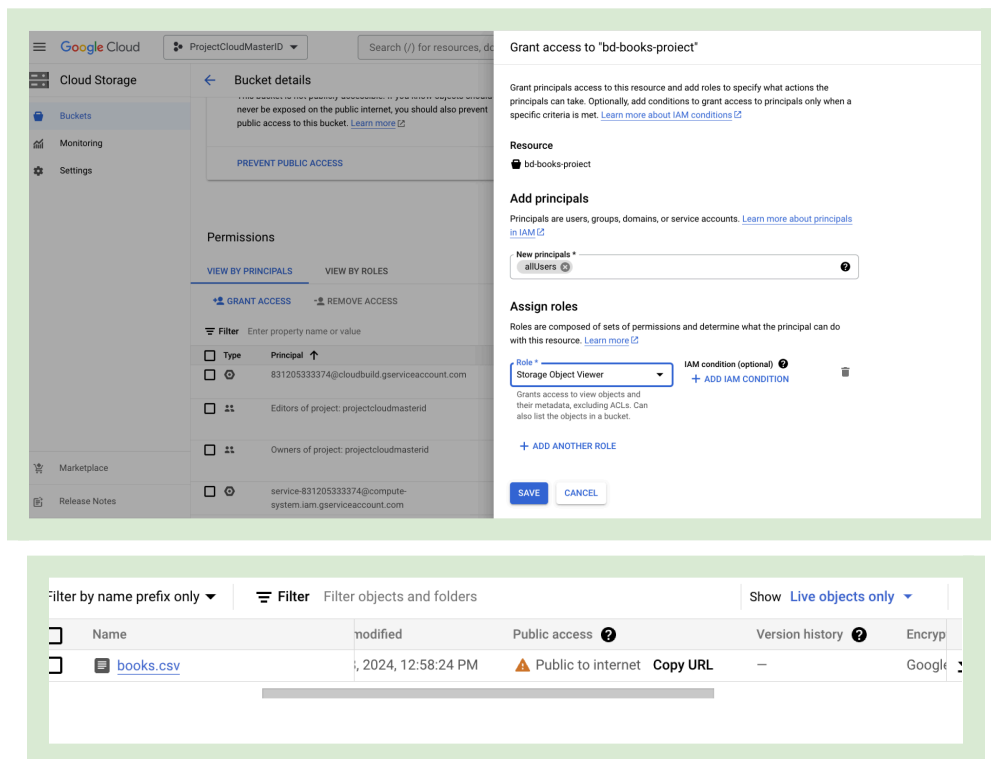 Google Cloud
ProjectCloudMasterID
Search (/) for resources, dc
Cloud Storage
Buckets
Monitoring
Settings
Marketplace
Release Notes
Bucket details
never be exposed on the public internet, you should also prevent
public access to this bucket. Learn more
PREVENT PUBLIC ACCESS
Permissions
VIEW BY PRINCIPALS VIEW BY ROLES
GRANT ACCESS REMOVE ACCESS
Filter Enter property name or value
Type Principal
831205333374@cloudbuild.gserviceaccount.com
Editors of project: projectcloudmasterid
Owners of project: projectcloudmasterid
service-831205333374@compute-
system.iam.gserviceaccount.com
Grant access to "bd-books-proiect"
Grant principals access to this resource and add roles to specify what actions the
principals can take. Optionally, add conditions to grant access to principals only when a
specific criteria is met. Learn more about IAM conditions
Resource
bd-books-proiect
Add principals
Principals are users, groups, domains, or service accounts. Learn more about principals
in IAM
New principals *
allUsers
Assign roles
Roles are composed of sets of permissions and determine what the principal can do
with this resource. Learn more
Role *
Storage Object Viewer
IAM condition (optional)
+ ADD IAM CONDITION
Grants access to view objects and
their metadata, excluding ACLs. Can
also list the objects in a bucket.
+ ADD ANOTHER ROLE
SAVE CANCEL
Filter by name prefix only Filter Filter objects and folders Show Live objects only
Name modified Public access Version history Encryp
books.csv 3, 2024, 12:58:24 PM Public to internet Copy URL — Google